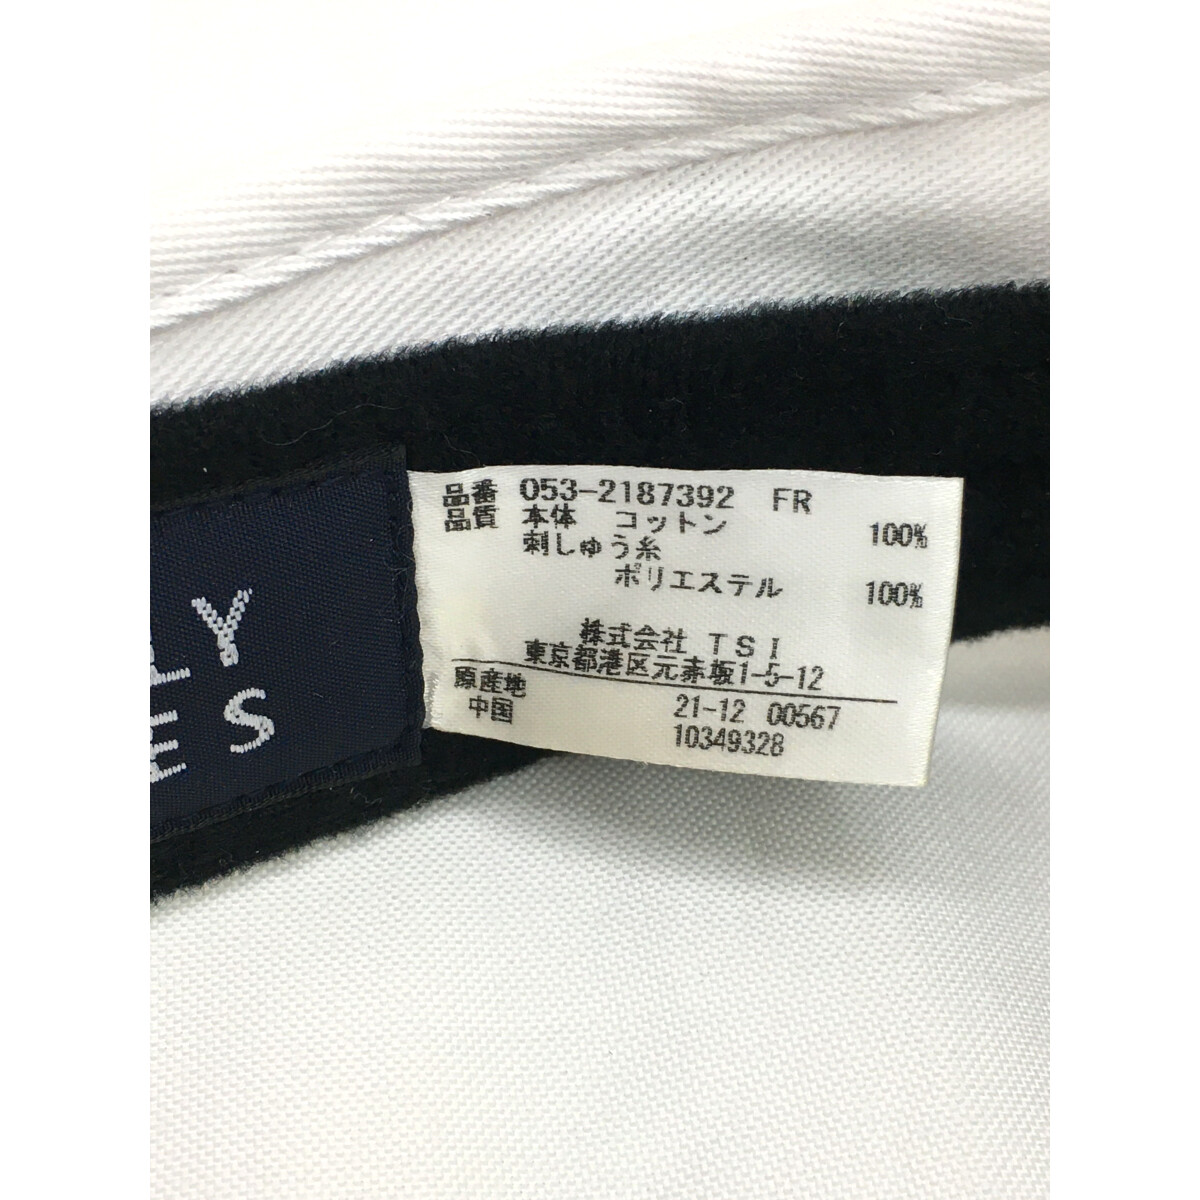 品番 053-2187392 FR
品質 本体 コットン 100%
刺しゅう糸
ポリエステル 100%
株式会社 TSI
東京都港区元赤坂1-5-12
原産地
中国
21-12 00567
10349328
Y
ES